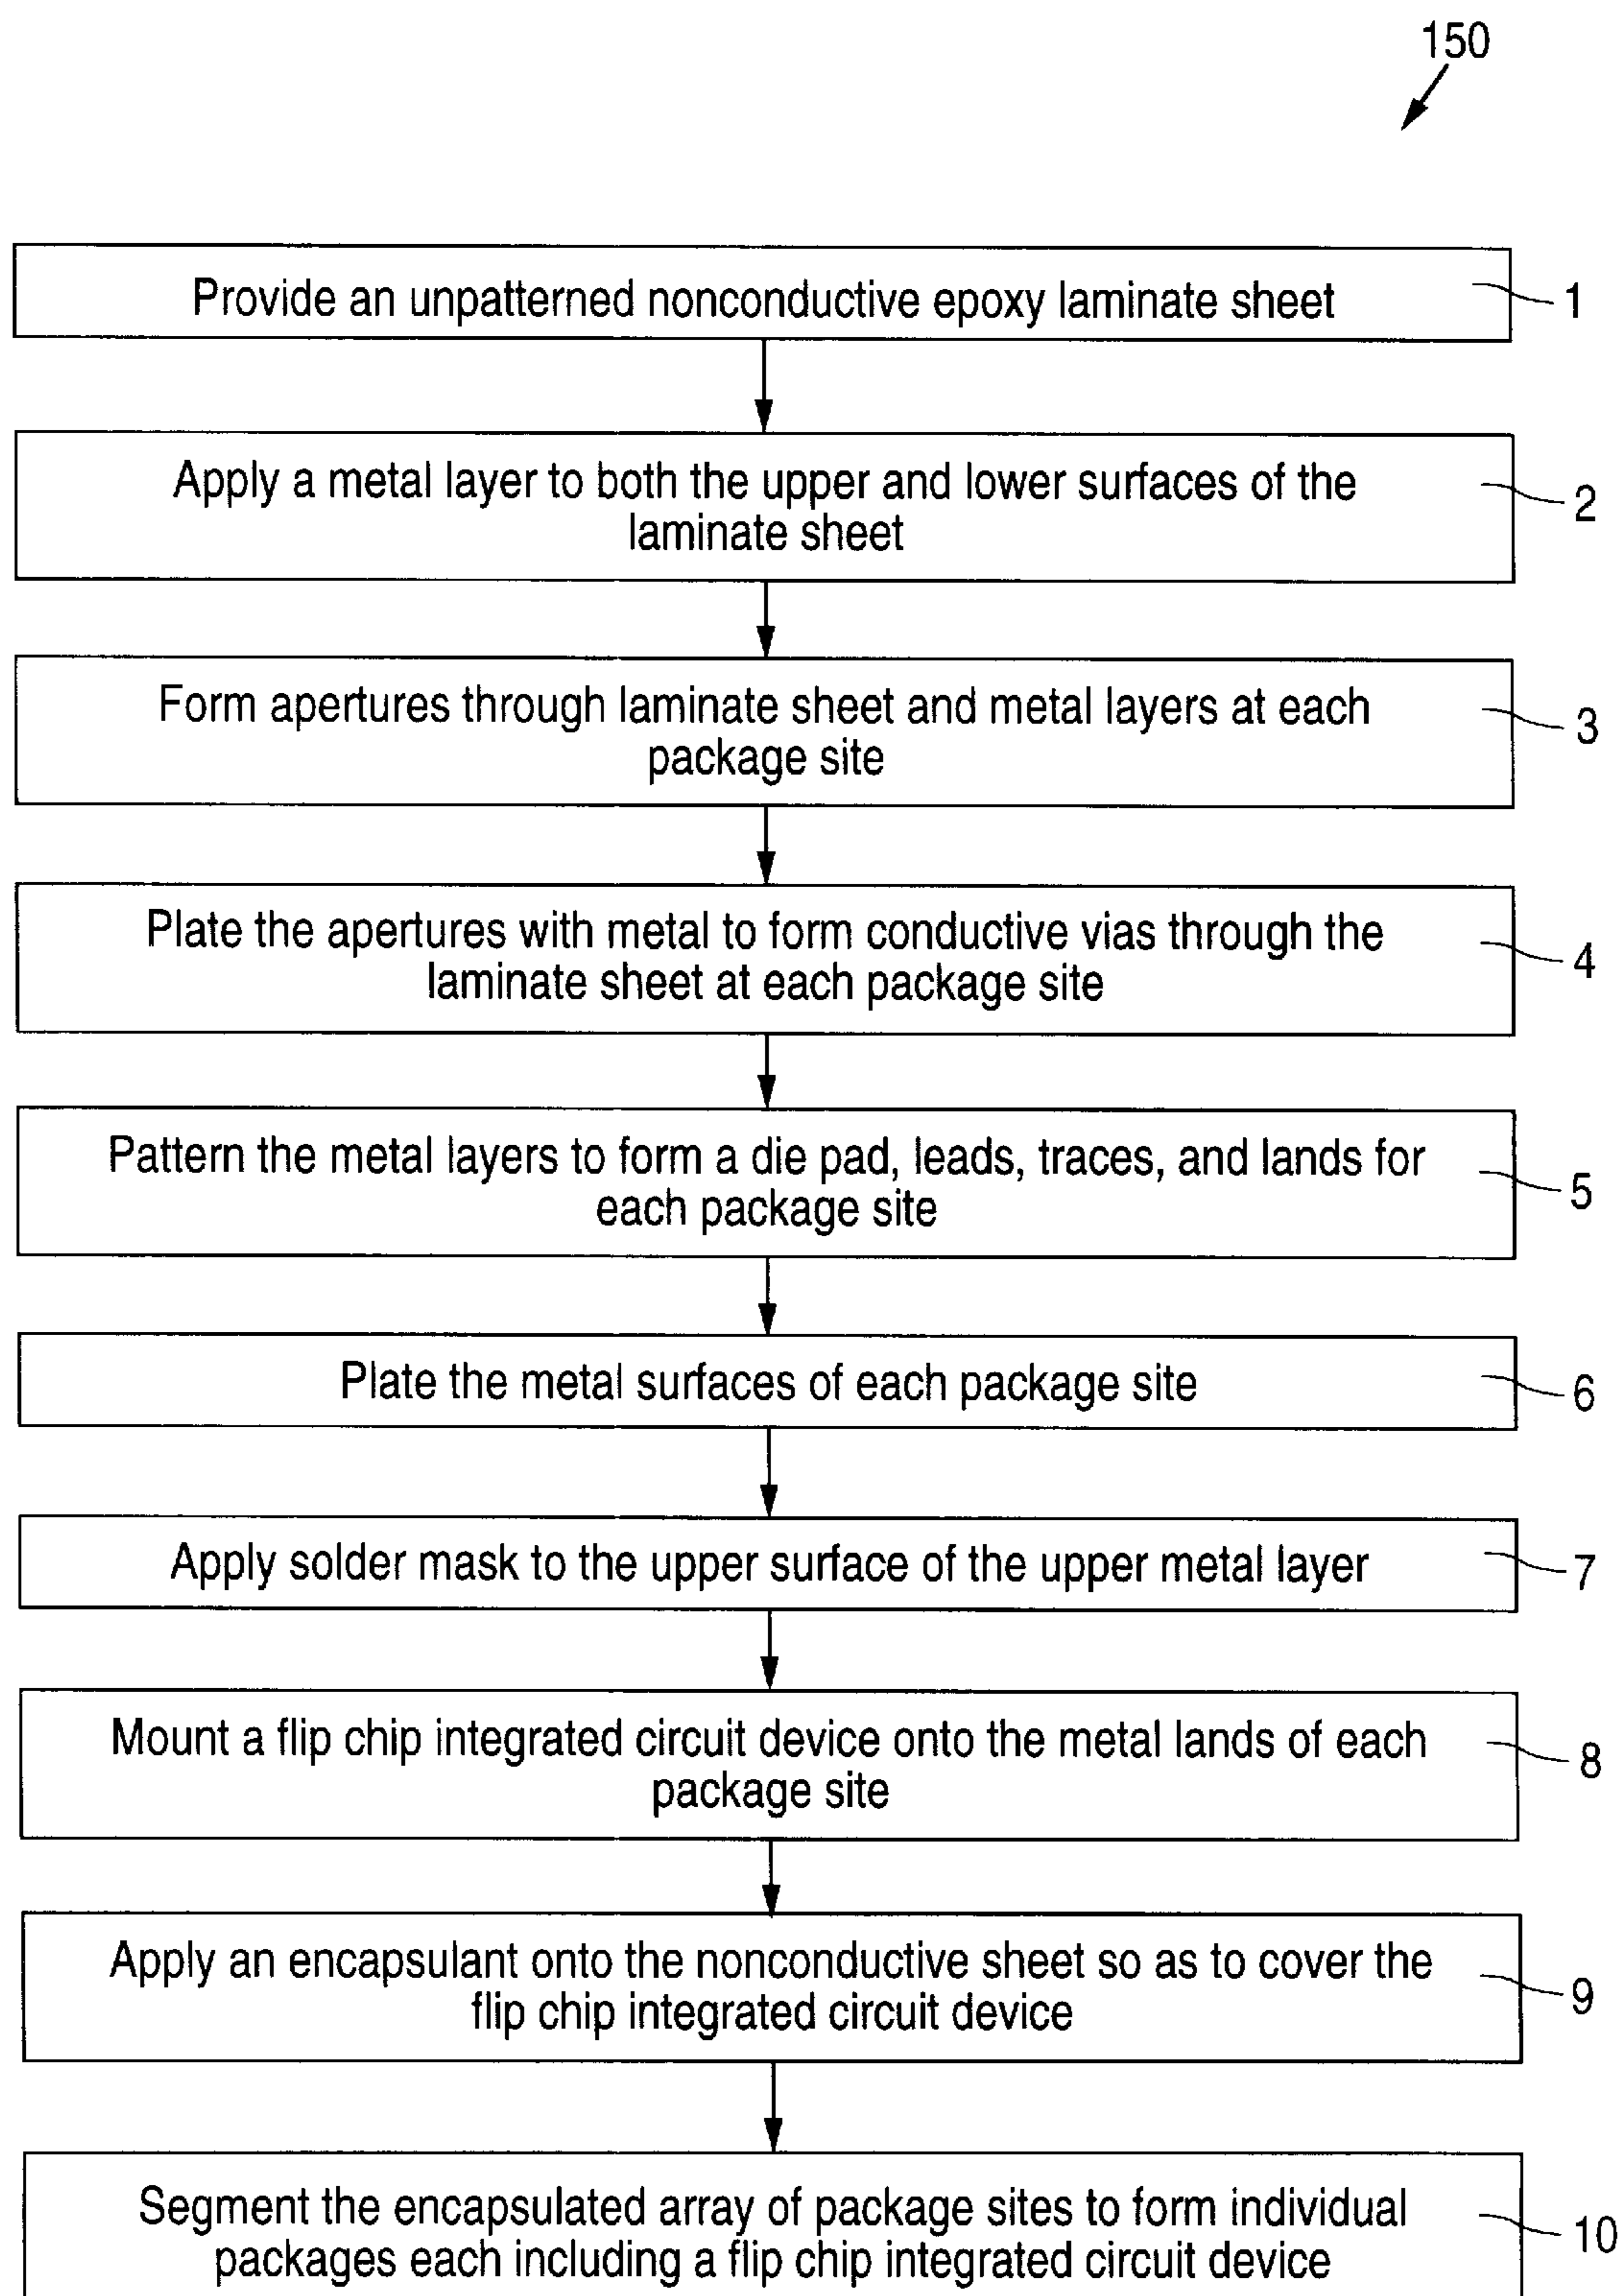 150
Provide an unpatterned nonconductive epoxy laminate sheet
1
Apply a metal layer to both the upper and lower surfaces of the
laminate sheet
2
Form apertures through laminate sheet and metal layers at each
package site
3
Plate the apertures with metal to form conductive vias through the
laminate sheet at each package site
4
Pattern the metal layers to form a die pad, leads, traces, and lands for
each package site
5
Plate the metal surfaces of each package site
6
Apply solder mask to the upper surface of the upper metal layer
7
Mount a flip chip integrated circuit device onto the metal lands of each
package site
8
Apply an encapsulant onto the nonconductive sheet so as to cover the
flip chip integrated circuit device
9
Segment the encapsulated array of package sites to form individual
packages each including a flip chip integrated circuit device
10